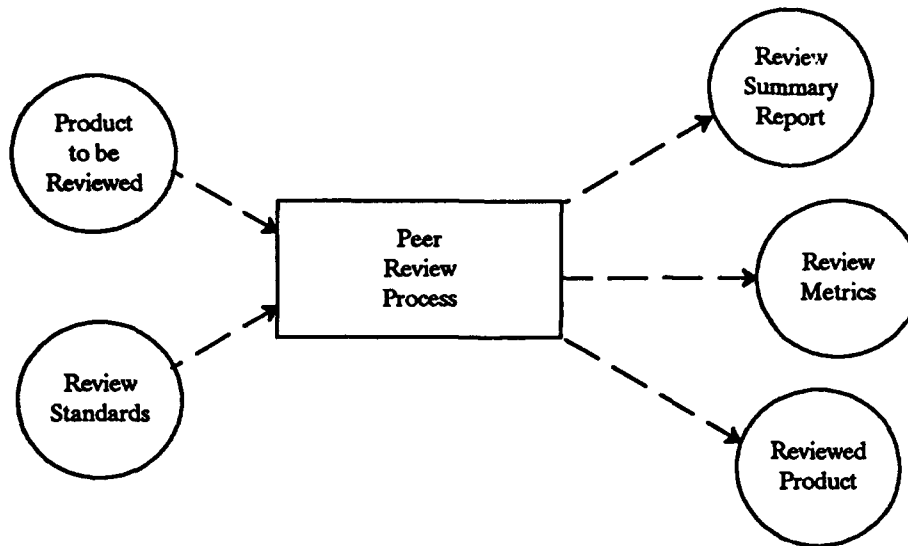 Product
to be
Reviewed
Review
Standards
Peer
Review
Process
Review
Summary
Report
Review
Metrics
Reviewed
Product